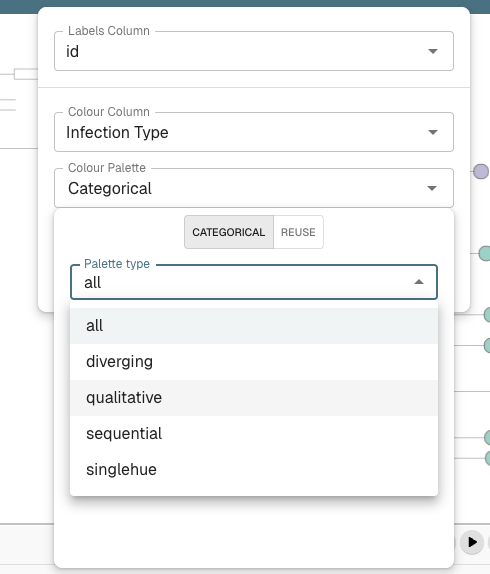 Labels Column
id
Colour Column
Infection Type
Colour Palette
Categorical
CATEGORICAL REUSE
Palette type
all
all
diverging
qualitative
sequential
singlehue